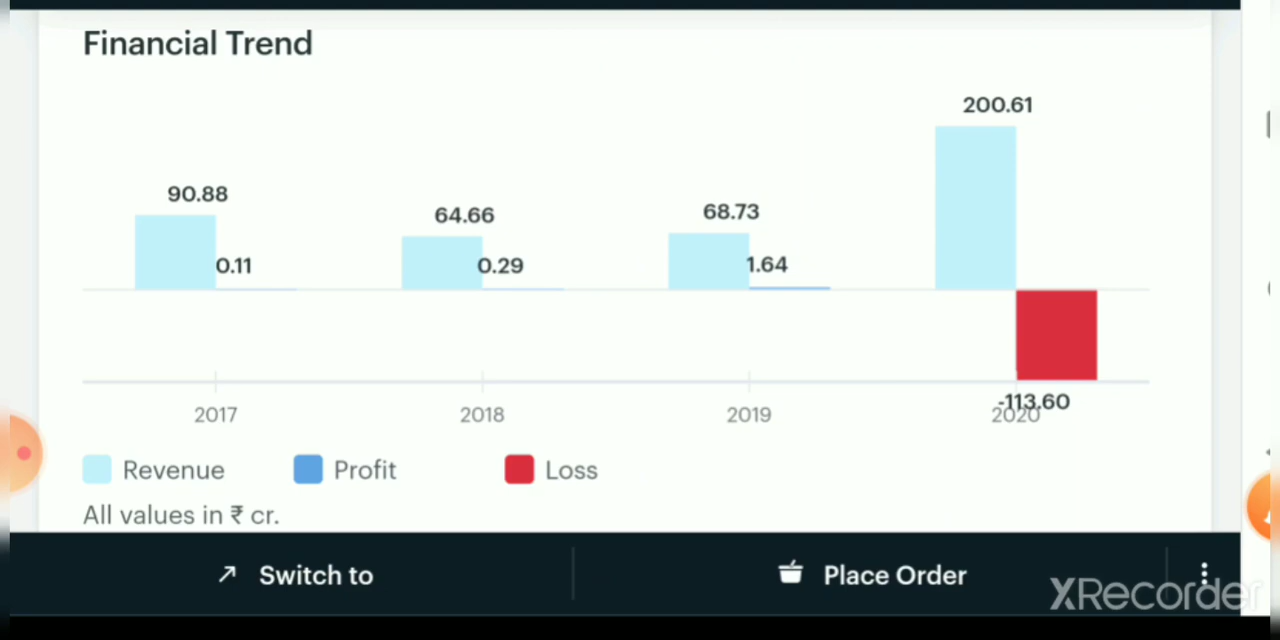 Financial Trend
200.61
90.88
68.73
64.66
0.11
0.29
1.64
-113.60
2017
2018
2019
2020
Revenue
Profit
Loss
All values in ₹ cr.
Switch to
Place Order
XRecorder